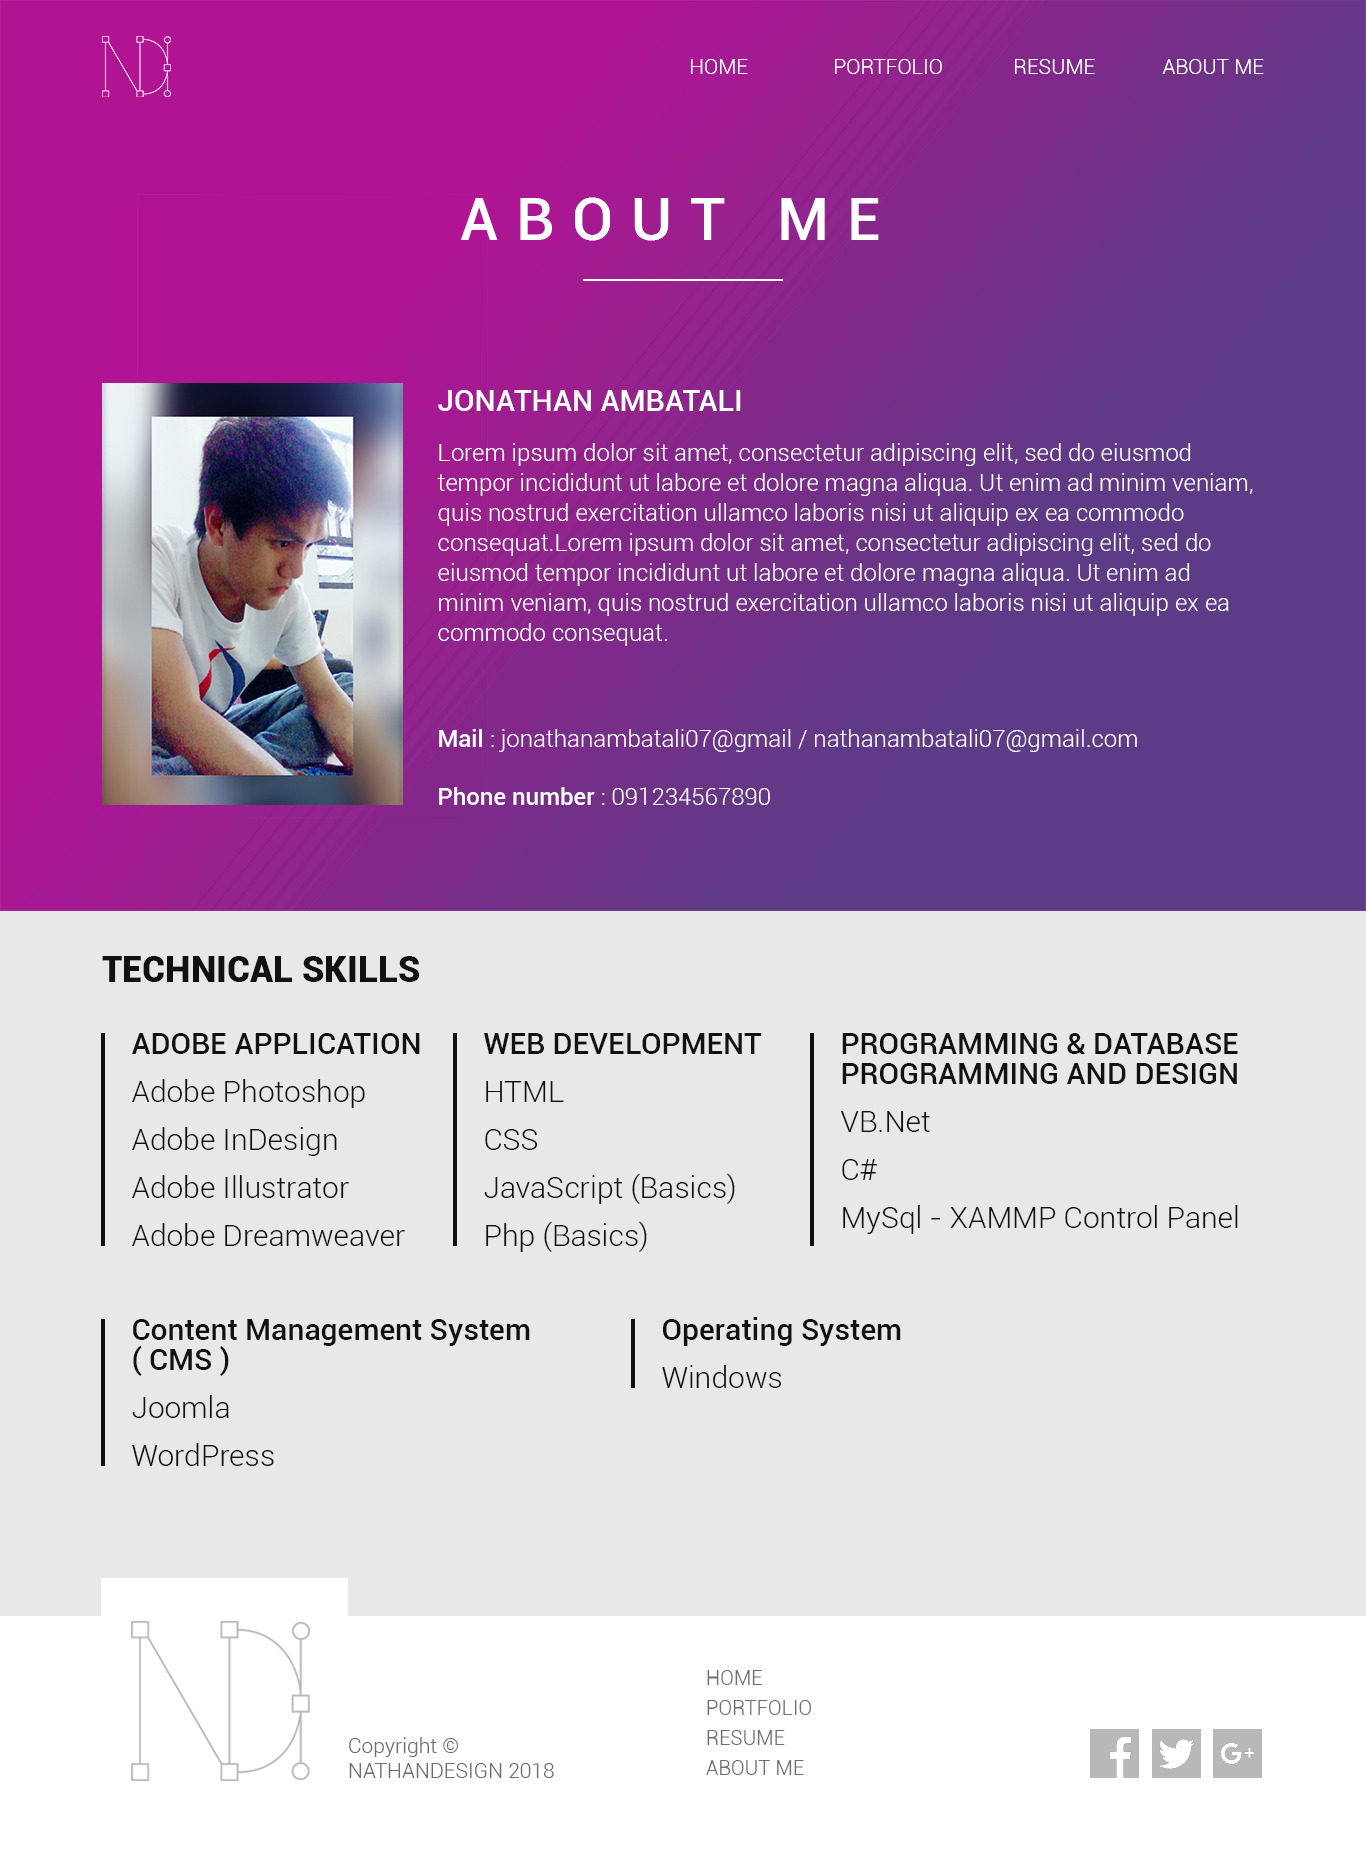 NDI
HOME PORTFOLIO RESUME ABOUT ME
ABOUT ME
JONATHAN AMBATALI
Lorem ipsum dolor sit amet, consectetur adipiscing elit, sed do eiusmod
tempor incididunt ut labore et dolore magna aliqua. Ut enim ad minim veniam,
quis nostrud exercitation ullamco laboris nisi ut aliquip ex ea commodo
consequat.Lorem ipsum dolor sit amet, consectetur adipiscing elit, sed do
eiusmod tempor incididunt ut labore et dolore magna aliqua. Ut enim ad
minim veniam, quis nostrud exercitation ullamco laboris nisi ut aliquip ex ea
commodo consequat.
Mail : jonathanambatali07@gmail / nathanambatali07@gmail.com
Phone number : 091234567890
TECHNICAL SKILLS
ADOBE APPLICATION
Adobe Photoshop
Adobe InDesign
Adobe Illustrator
Adobe Dreamweaver
WEB DEVELOPMENT
HTML
CSS
JavaScript (Basics)
Php (Basics)
PROGRAMMING & DATABASE
PROGRAMMING AND DESIGN
VB.Net
C#
MySql - XAMMP Control Panel
Content Management System
( CMS )
Joomla
WordPress
Operating System
Windows
NDI
Copyright ©
NATHANDESIGN 2018
HOME
PORTFOLIO
RESUME
ABOUT ME
f G+